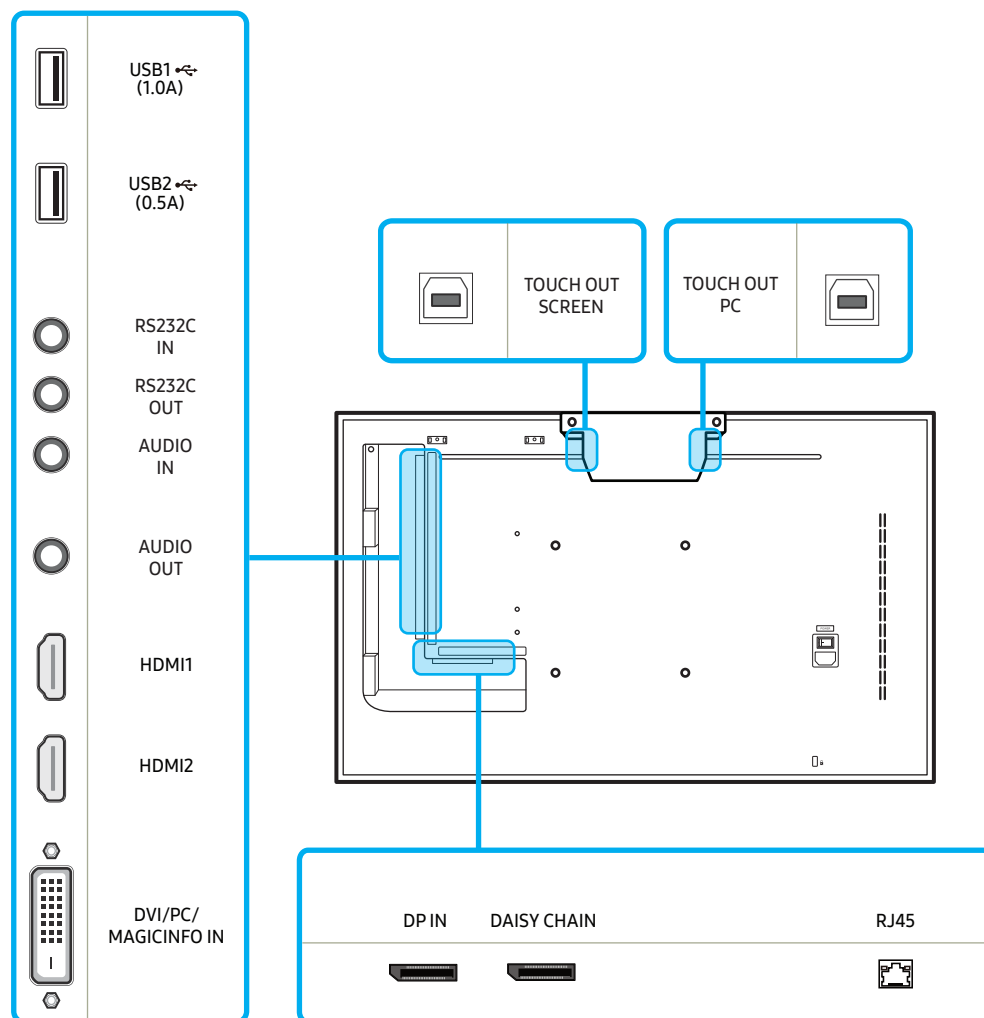 USB1
(1.0A)
USB2
(0.5A)
RS232C
IN
RS232C
OUT
AUDIO
IN
AUDIO
OUT
HDMI1
HDMI2
DVI/PC/
MAGICINFO IN
TOUCH OUT
SCREEN
TOUCH OUT
PC
POWER
DP IN
DAISY CHAIN
RJ45